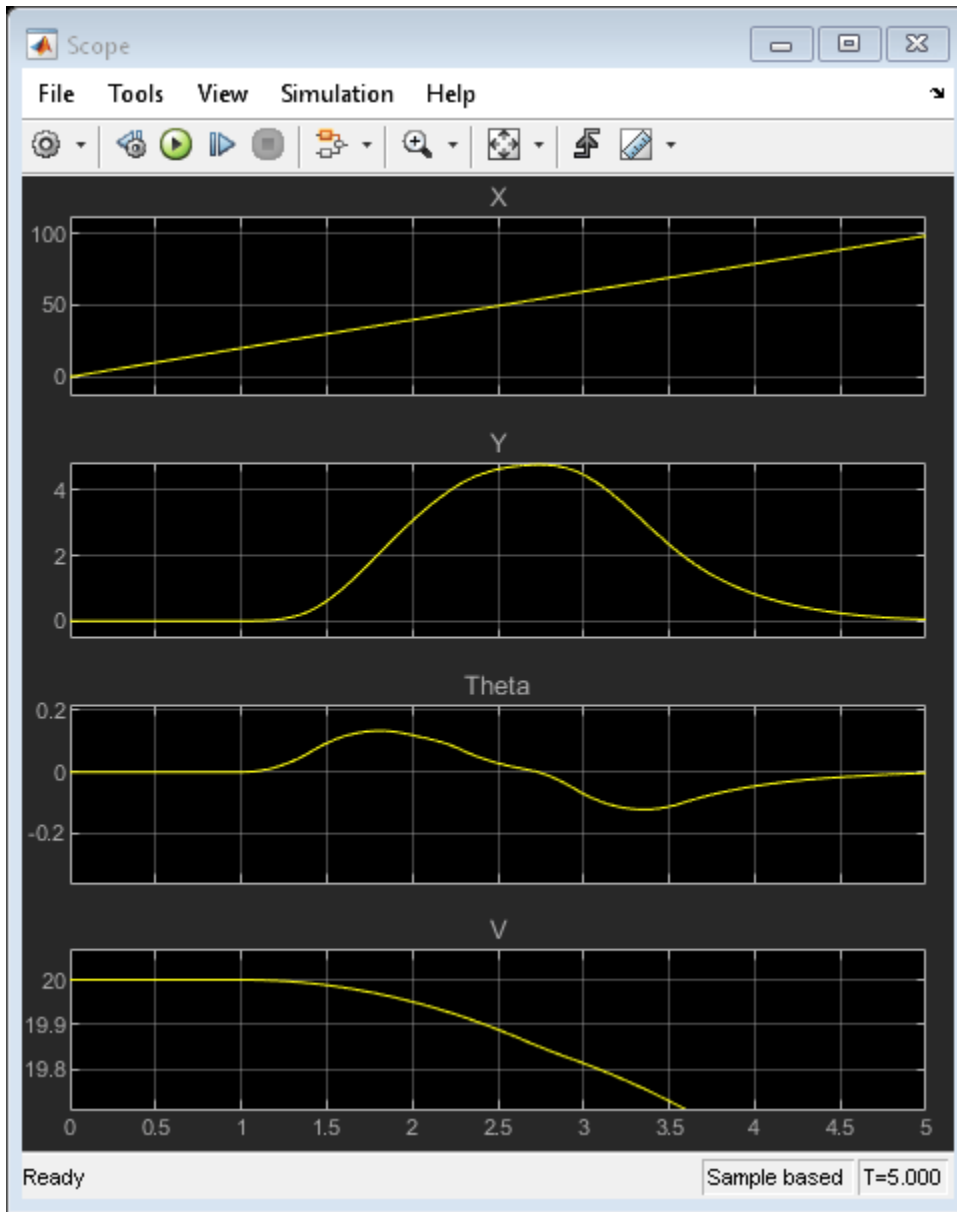 Scope
File Tools View Simulation Help
X
100
50
0
Y
4
2
0
Theta
0.2
0
-0.2
V
20
19.9
19.8
0 0.5 1 1.5 2 2.5 3 3.5 4 4.5 5
Ready Sample based T=5.000